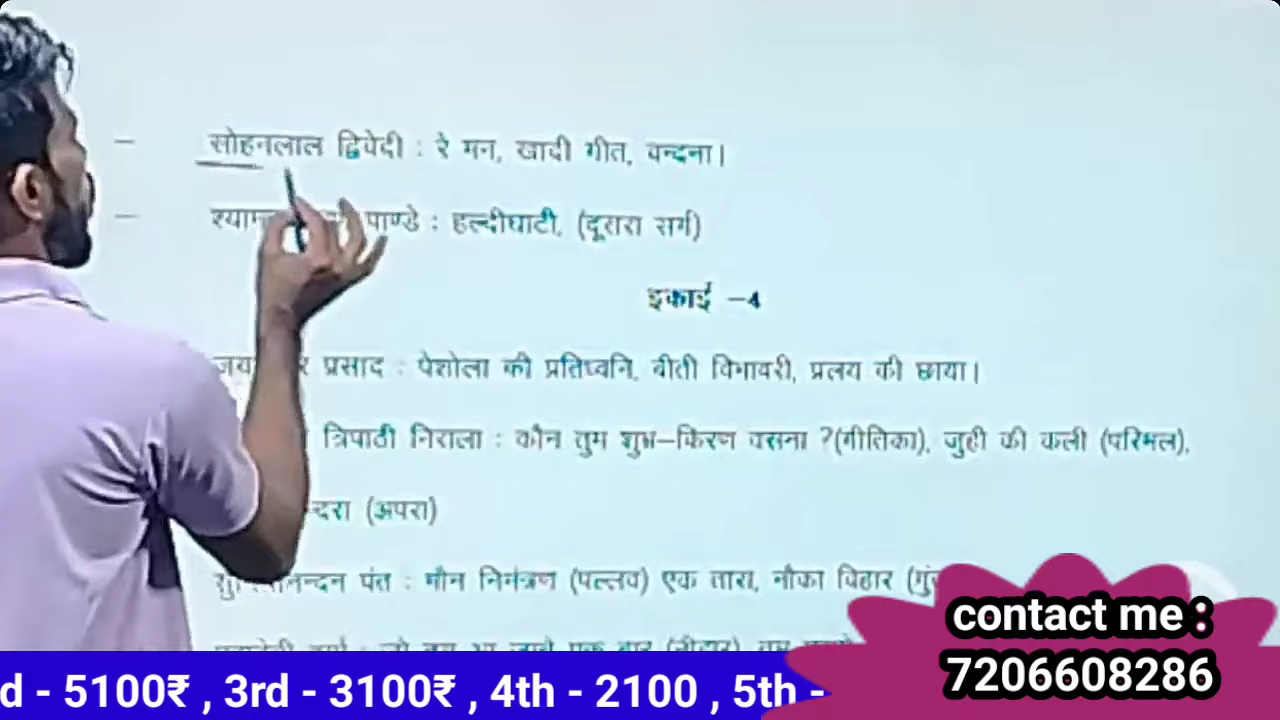 – सोहनलाल द्विवेदी : रे मन, खादी गीत, वन्दना।
– पाण्डे : हल्दीघाटी, (दूसरा सर्ग)
इकाई –4
प्रसाद : पेशोला की प्रतिध्वनि, बीती विभावरी, प्रलय की छाया।
त्रिपाठी निराला : कौन तुम शुभ्र–किरण वसना ?(गीतिका), जुही की कली (परिमल),
(अपरा)
पंत : मौन निमंत्रण (पल्लव) एक तारा, नौका विहार
contact me :
7206608286
d - 5100₹ , 3rd - 3100₹ , 4th - 2100 , 5th -